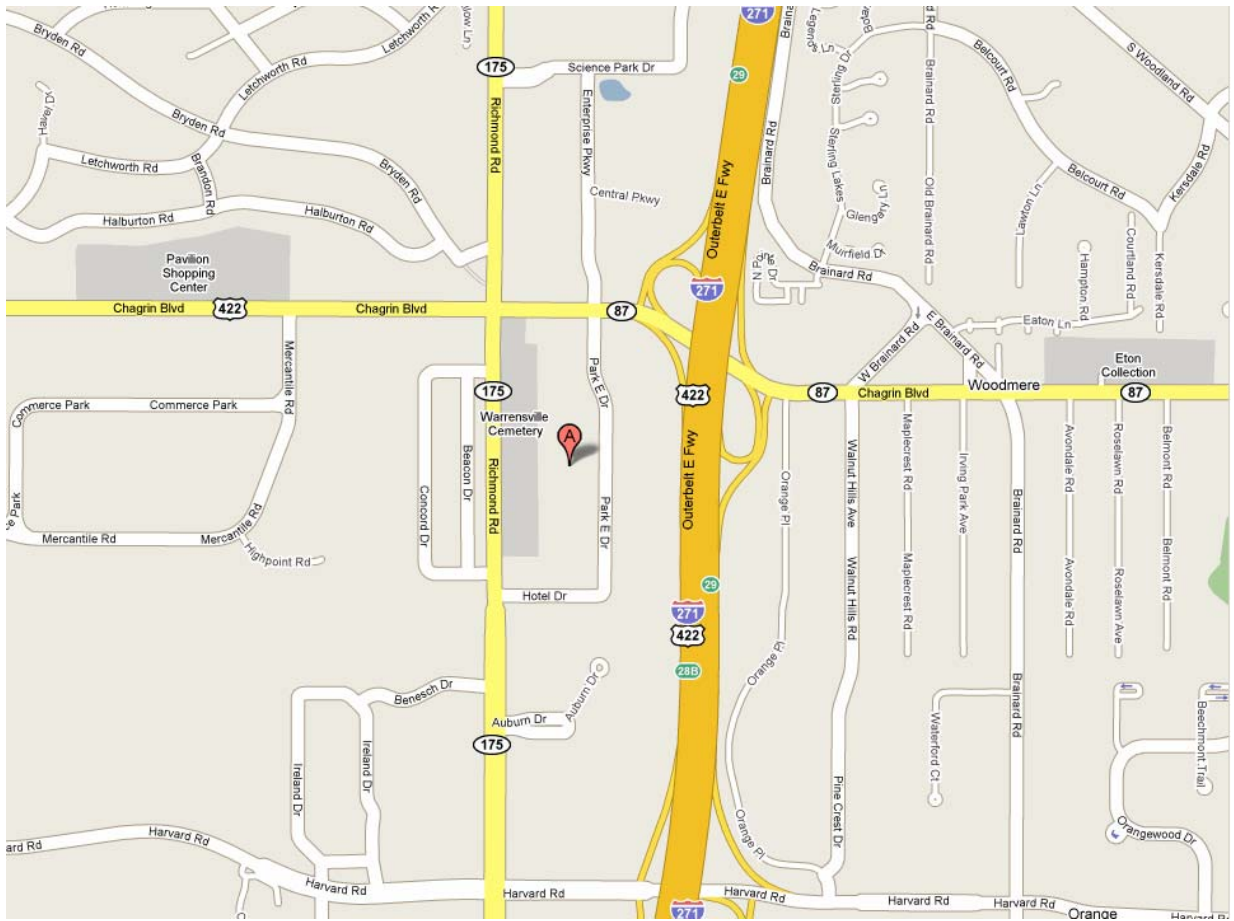 271
Bryden Rd
Letchworth Rd
175
Science Park Dr
29
Brainard Rd
Belcourt Rd
S Woodland Rd
Havel Dr
Letchworth Rd
Bryden Rd
Richmond Rd
Enterprise Pkwy
Outerbelt E Fwy
Brainard Rd
Sterling Lakes
Old Brainard Rd
Belcourt Rd
Kersdale Rd
Letchworth Rd
Brandon Rd
Bryden Rd
Central Pkwy
Lawton Ln
Halburton Rd
Halburton Rd
Muirfield Dr
Courtland Rd
Pavilion
Shopping
Center
271
Brainard Rd
Hampton Rd
Kersdale Rd
Chagrin Blvd
422
Chagrin Blvd
87
E Brainard Rd
Eaton Ln
Mercantile Rd
Park E Dr
W Brainard Rd
Eton
Collection
Commerce Park
Commerce Park
175
422
87
Chagrin Blvd
Woodmere
87
Warrensville
Cemetery
A
Beacon Dr
Concord Dr
Richmond Rd
Park E Dr
Outerbelt E Fwy
Orange Pl
Walnut Hills Ave
Maplecrest Rd
Irving Park Ave
Brainard Rd
Avondale Rd
Roselawn Rd
Belmont Rd
Mercantile Rd
Mercantile Rd
Highpoint Rd
Hotel Dr
29
271
422
28B
Orange Pl
Walnut Hills Rd
Maplecrest Rd
Avondale Rd
Roselawn Ave
Belmont Rd
Benesch Dr
Auburn Dr
Auburn Dr
175
Brainard Rd
Waterford Ct
Beechmont Trail
Ireland Dr
Ireland Dr
Pine Crest Dr
Orange Pl
Orangewood Dr
Harvard Rd
Harvard Rd
Harvard Rd
Harvard Rd
Harvard Rd
Harvard Rd
271
Orange